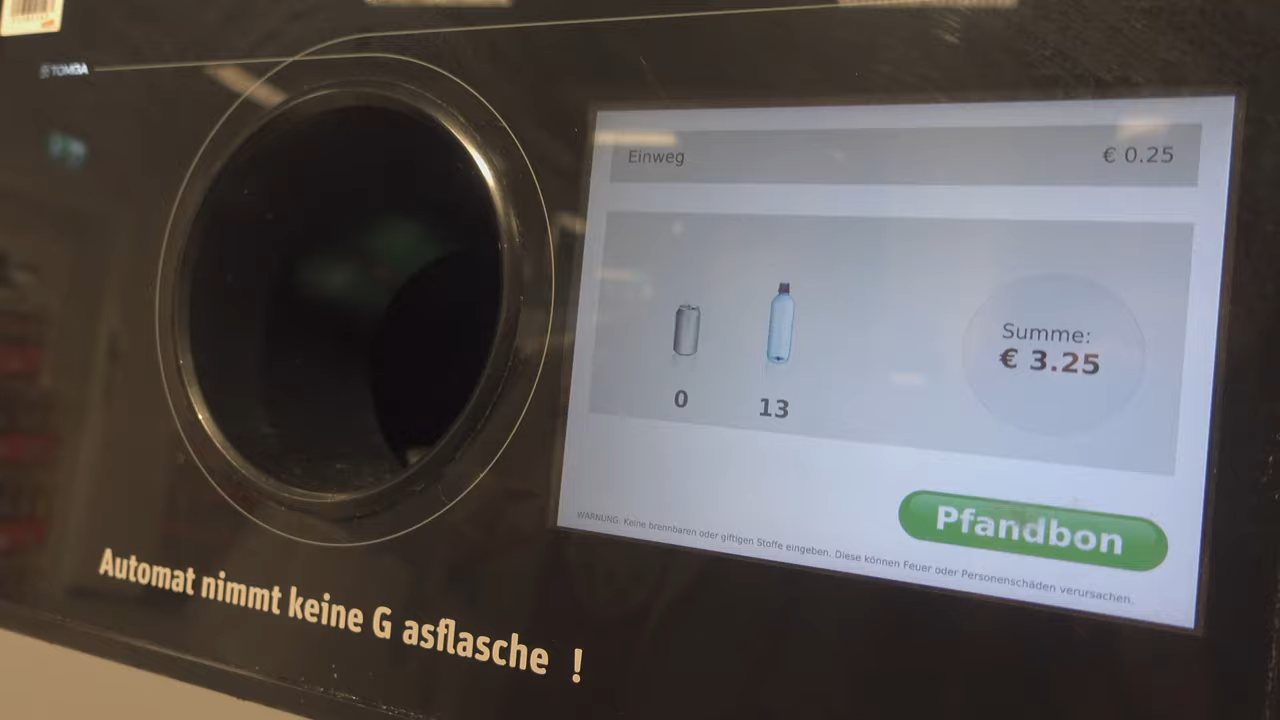 TOMRA
Einweg € 0.25
Summe:
€ 3.25
0 13
Pfandbon
WARNUNG: Keine brennbaren oder giftigen Stoffe eingeben. Diese können Feuer oder Personenschäden verursachen.
Automat nimmt keine G asflasche !